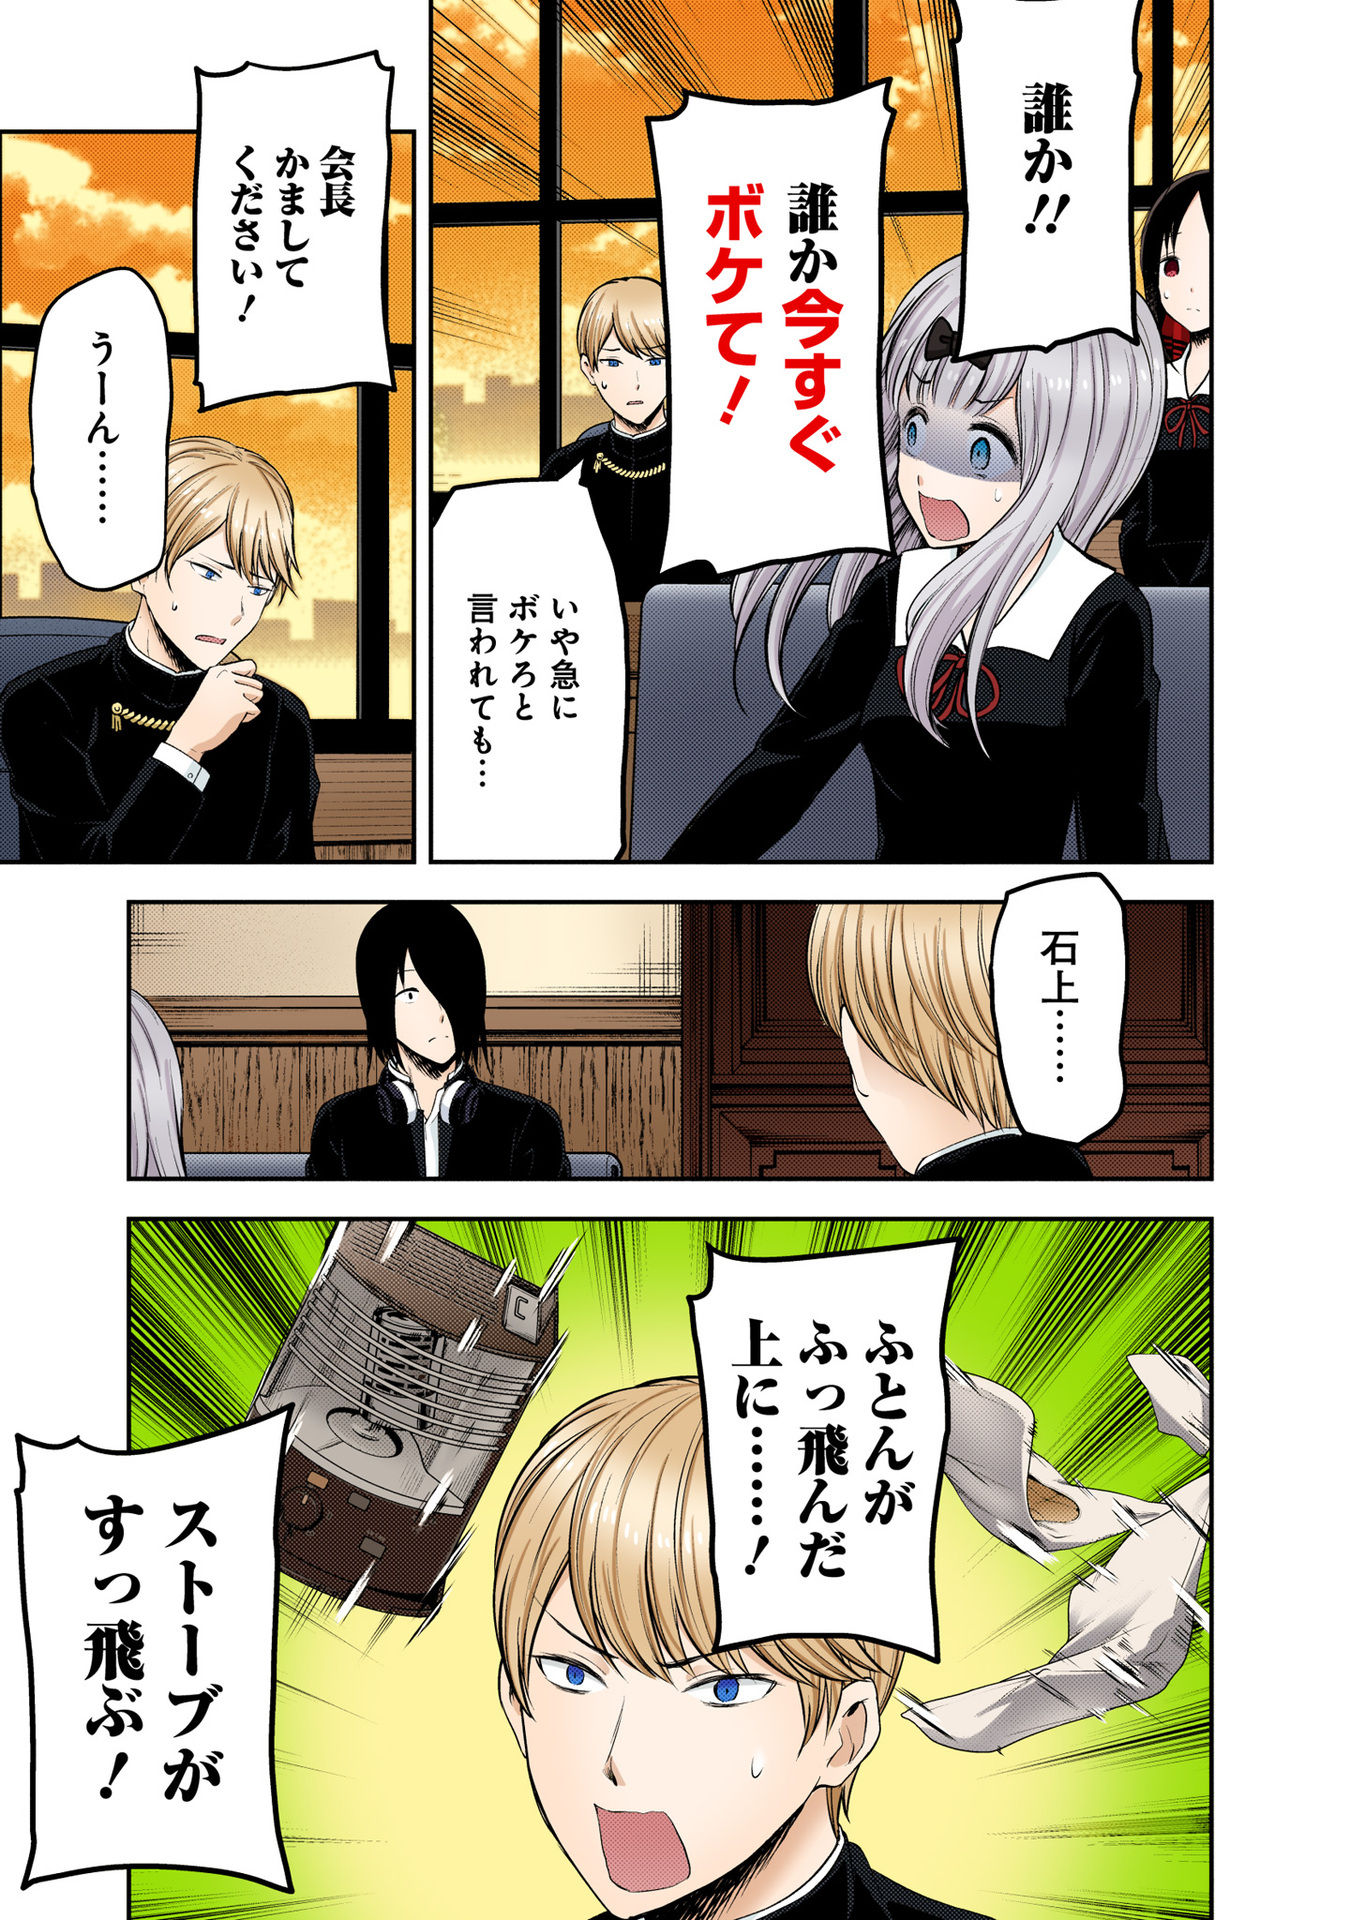 誰か!!
誰か今すぐ
ボケて!
いや急に
ボケろと
言われても…
会長
かまして
ください!
うーん……
石上……
ふとんが
ふっ飛んだ
上に……!
ストーブが
すっ飛ぶ!